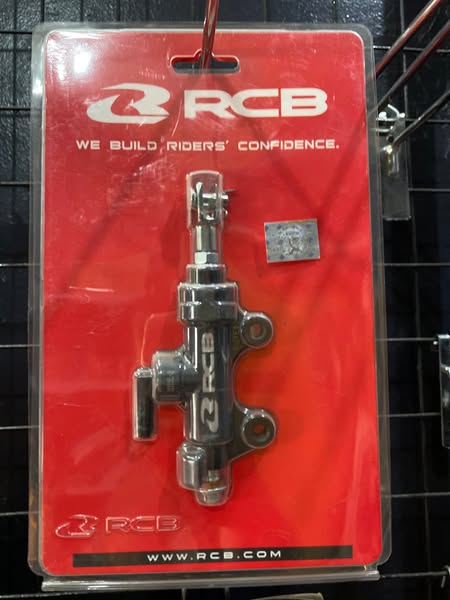 RCB
WE BUILD RIDERS' CONFIDENCE.
RCB
RCB
WWW.RCB.COM